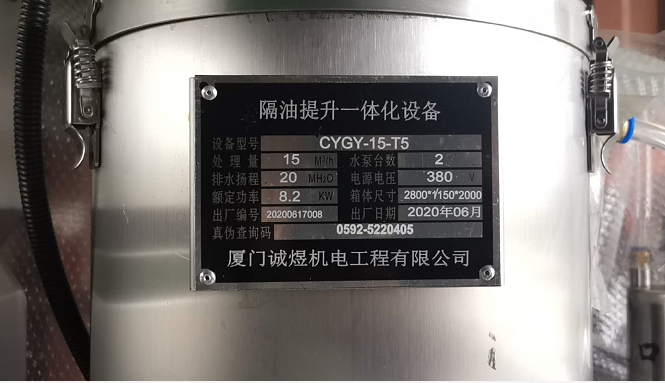 隔油提升一体化设备
设备型号 CYGY-15-T5
处理量 15 M³/h 水泵台数 2
排水扬程 20 MH₂O 电源电压 380 V
额定功率 8.2 KW 箱体尺寸 2800*1150*2000
出厂编号 20200617008 出厂日期 2020年06月
真伪查询码 0592-5220405
厦门诚煜机电工程有限公司